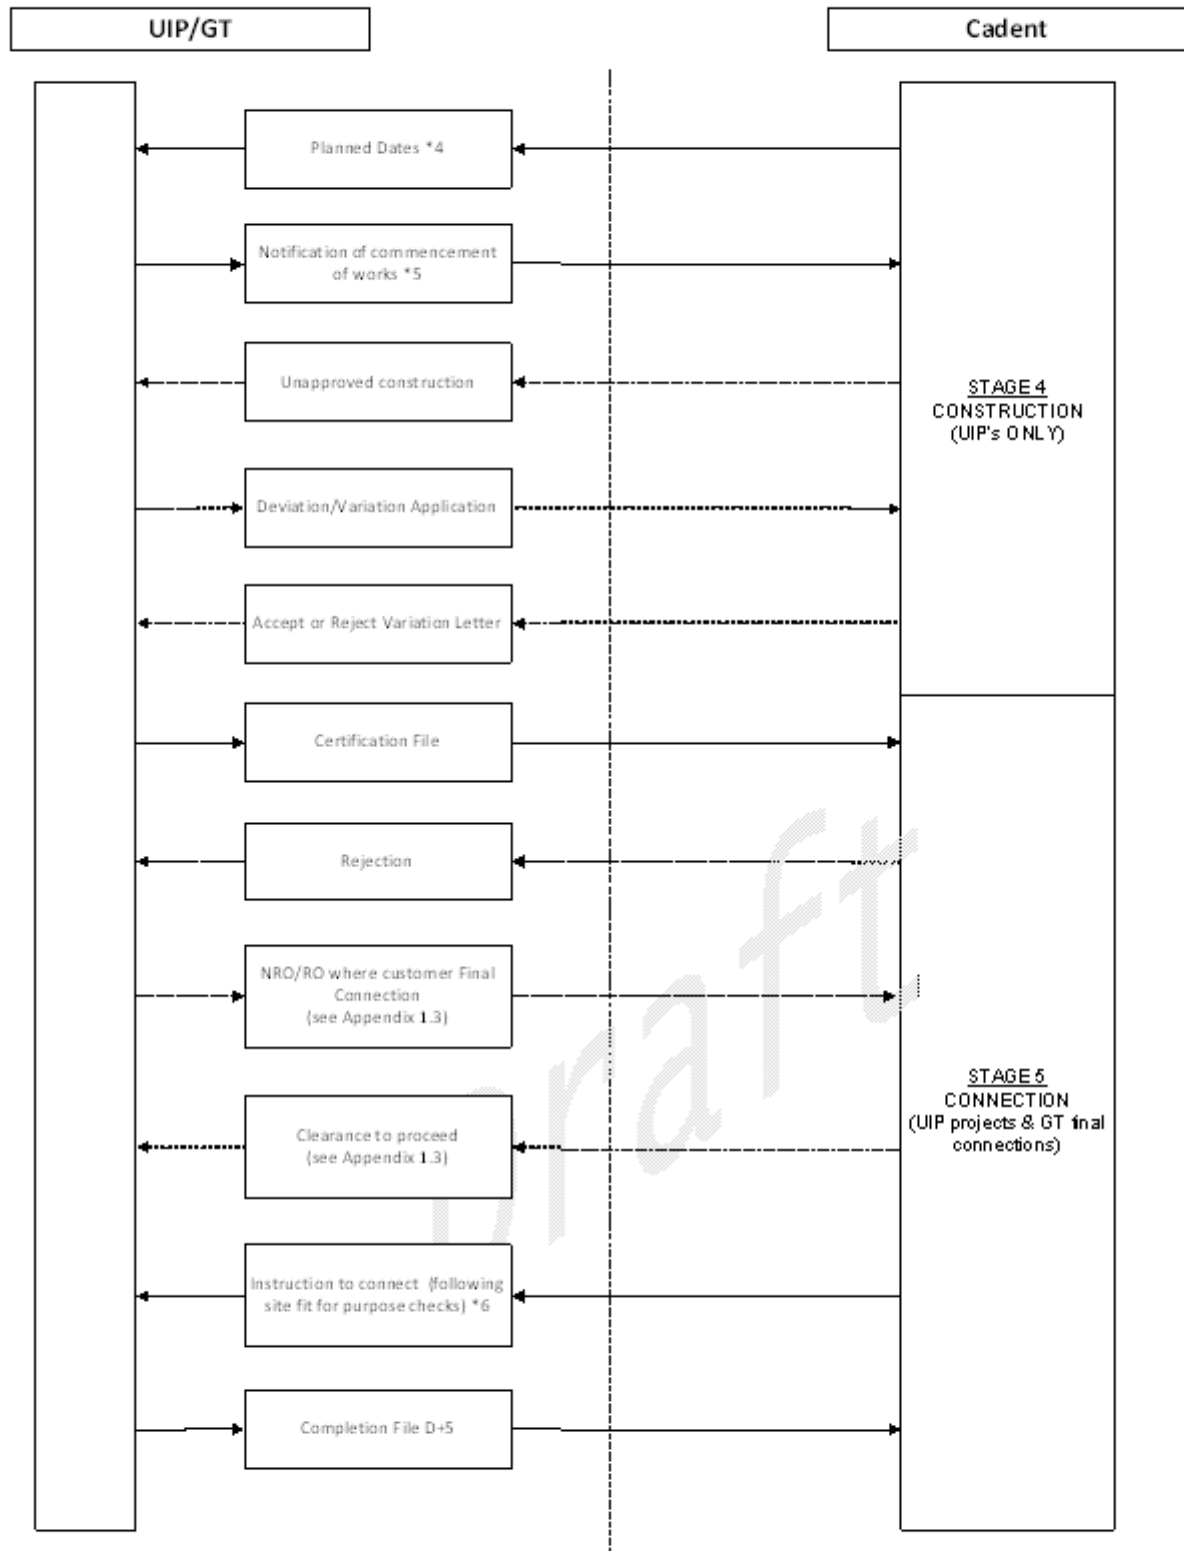 UIP/GT
Cadent
Planned Dates *4
Notification of commencement
of works *5
Unapproved construction
STAGE 4
CONSTRUCTION
(UIP's ONLY)
Deviation/Variation Application
Accept or Reject Variation Letter
Certification File
Rejection
NRO/RO where customer Final
Connection
(see Appendix 1.3)
STAGE 5
CONNECTION
(UIP projects & GT final
connections)
Clearance to proceed
(see Appendix 1.3)
Instruction to connect (following
site fit for purpose checks) *6
Completion File D+5
Draft